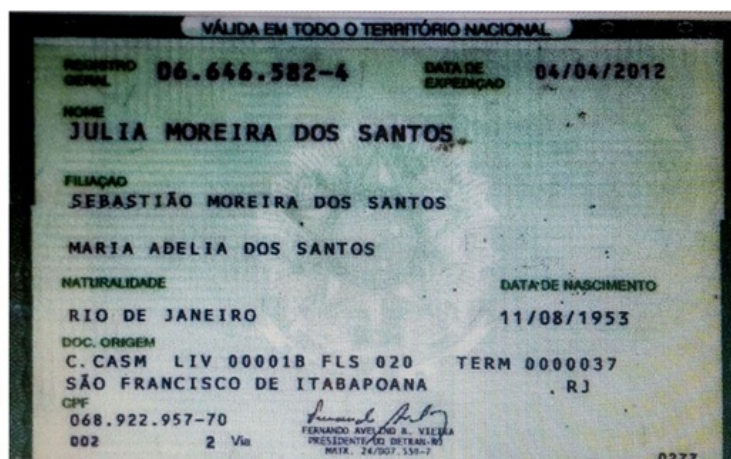 VÁLIDA EM TODO O TERRITÓRIO NACIONAL
REGISTRO GERAL 06.646.582-4 DATA DE EXPEDIÇÃO 04/04/2012
NOME
JULIA MOREIRA DOS SANTOS
FILIAÇÃO
SEBASTIÃO MOREIRA DOS SANTOS
MARIA ADELIA DOS SANTOS
NATURALIDADE DATA DE NASCIMENTO
RIO DE JANEIRO 11/08/1953
DOC. ORIGEM
C.CASM LIV 00001B FLS 020 TERM 0000037
SÃO FRANCISCO DE ITABAPOANA RJ
CPF
068.922.957-70
002 2 Via
FERNANDO AVELINO B. VIEIRA
PRESIDENTE DO DETRAN-RJ
MATR.